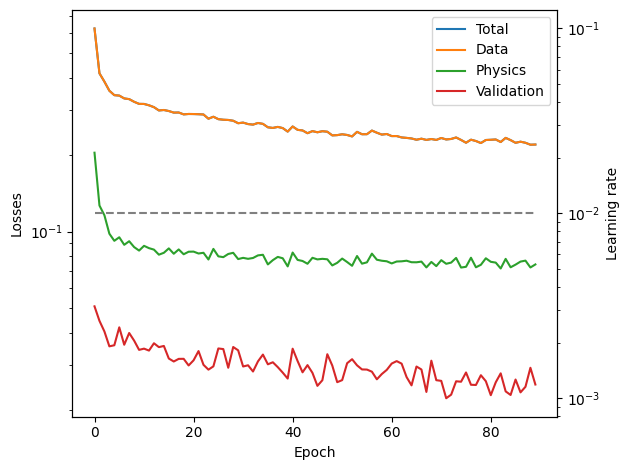 Total
Data
Physics
Validation
10⁻¹
10⁻¹
10⁻²
10⁻³
Losses
Learning rate
0
20
40
60
80
Epoch